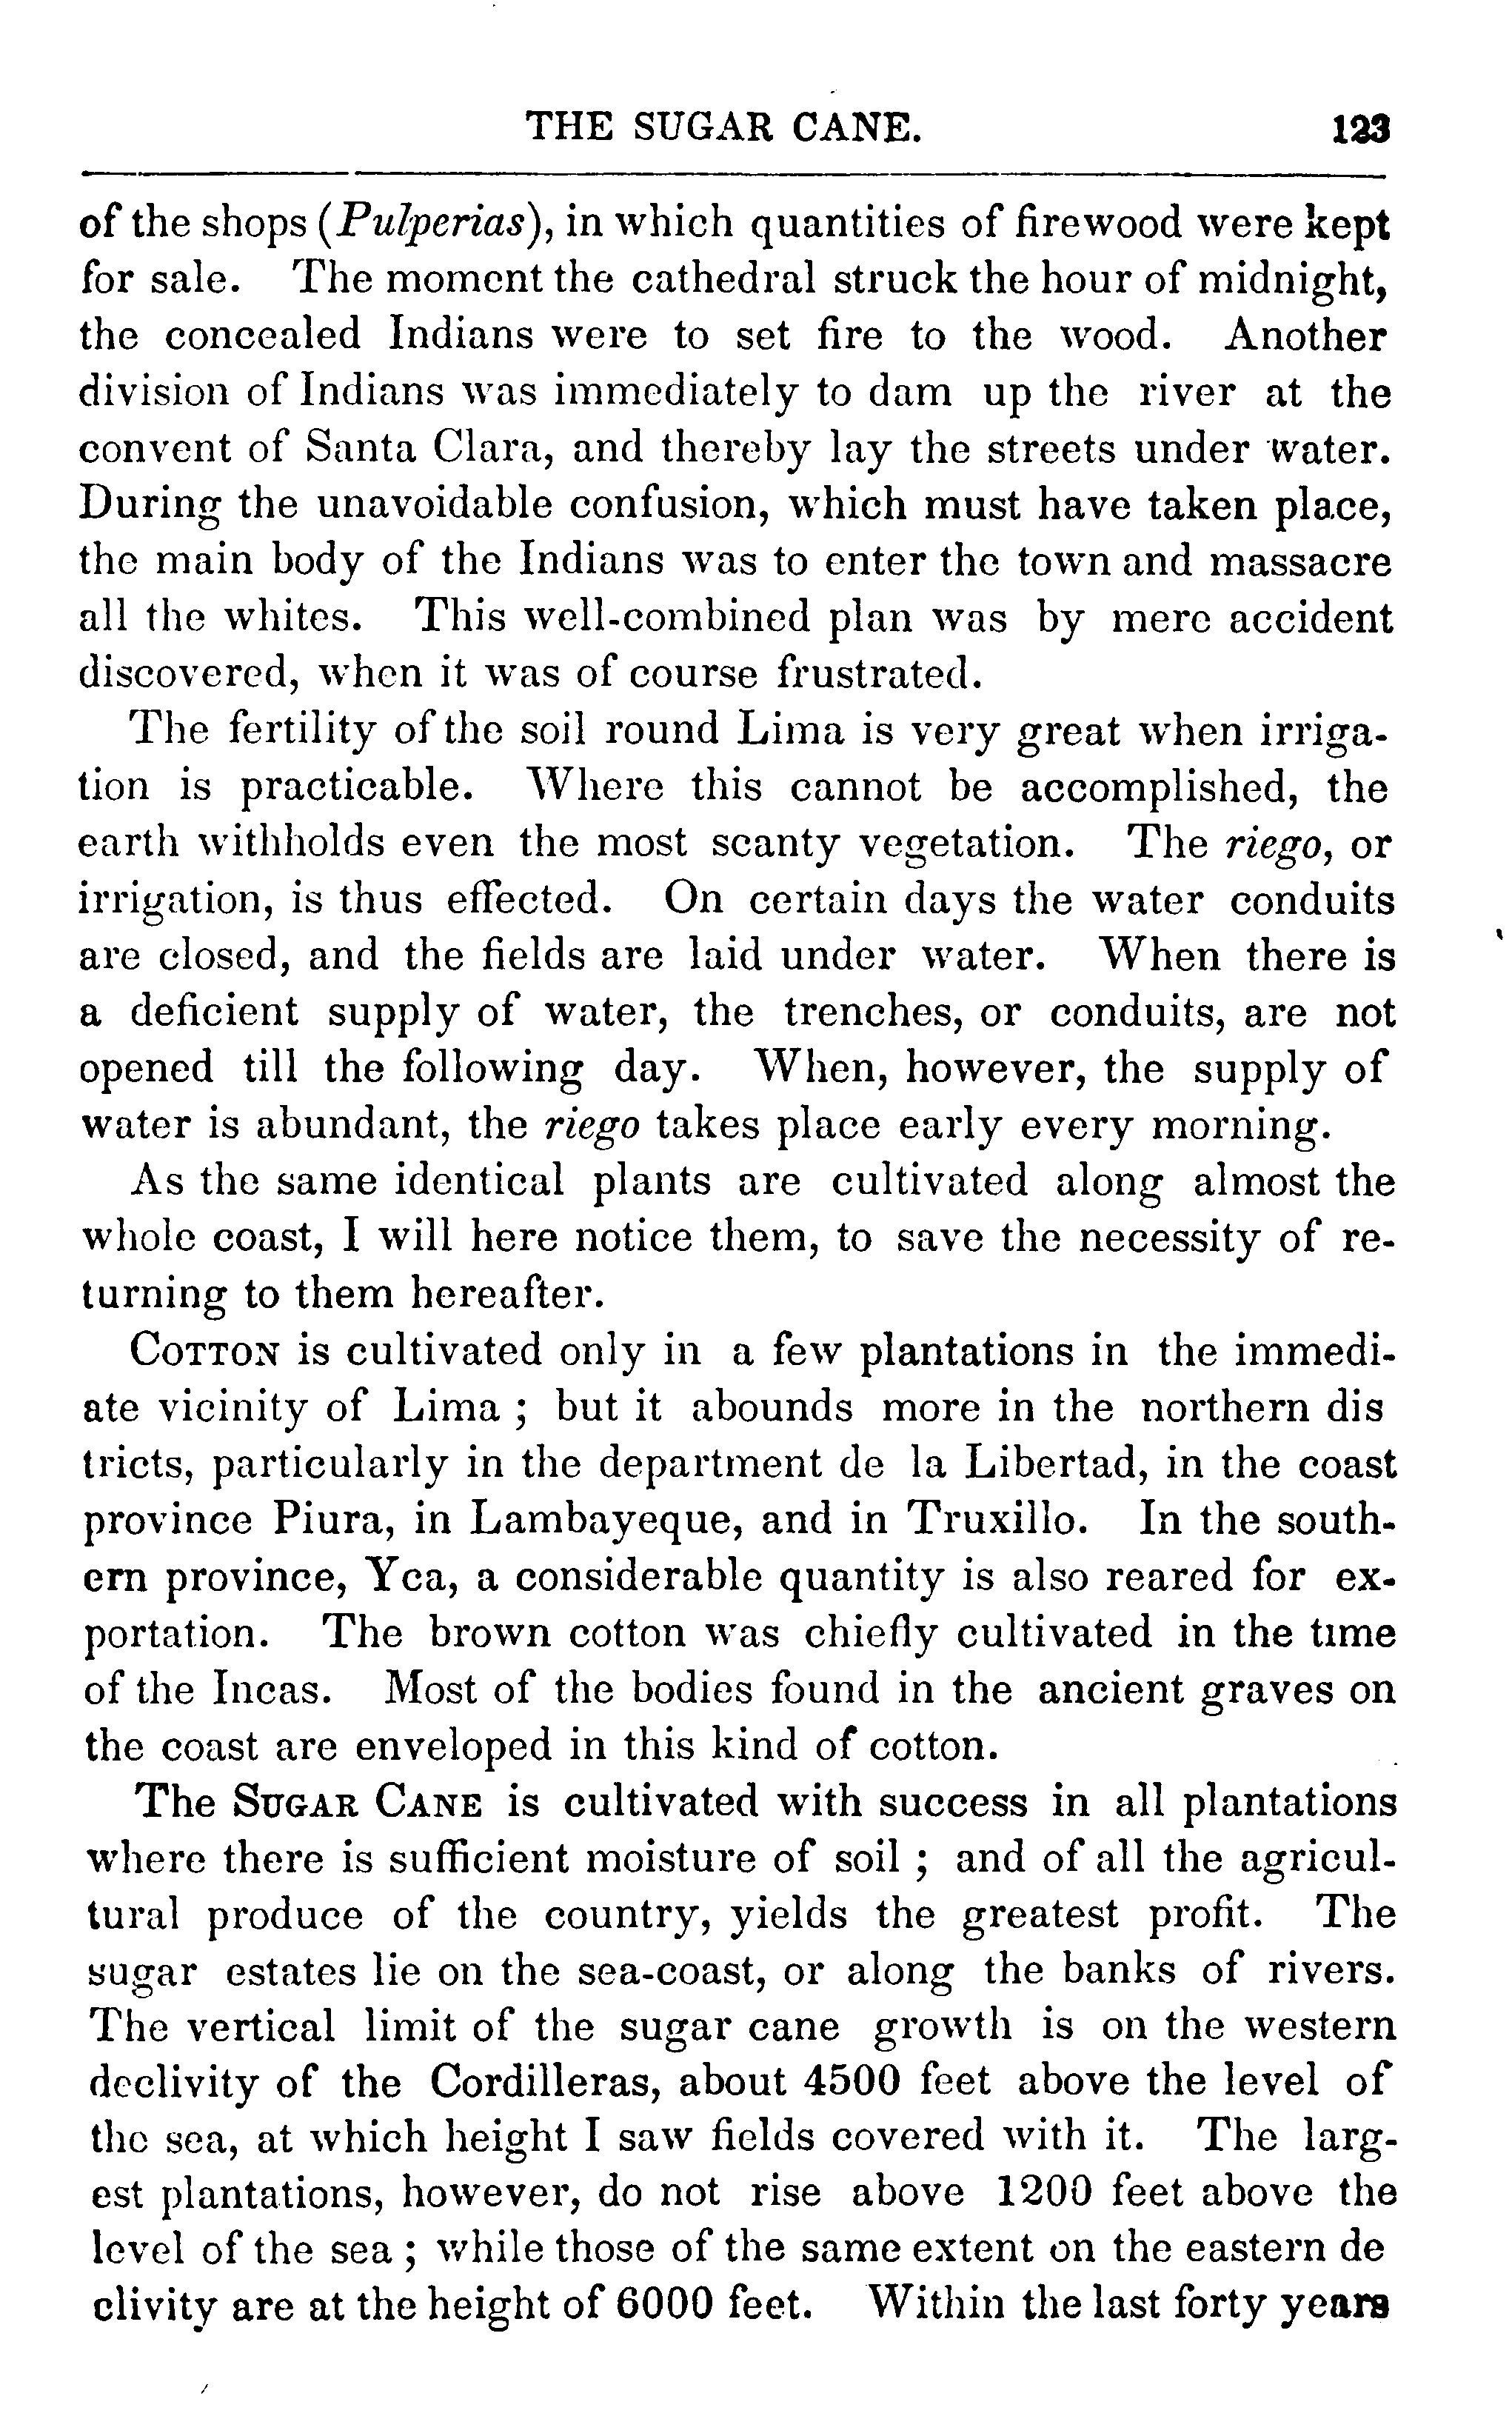 THE SUGAR CANE. 123
of the shops (Pulperias), in which quantities of firewood were kept
for sale. The moment the cathedral struck the hour of midnight,
the concealed Indians were to set fire to the wood. Another
division of Indians was immediately to dam up the river at the
convent of Santa Clara, and thereby lay the streets under water.
During the unavoidable confusion, which must have taken place,
the main body of the Indians was to enter the town and massacre
all the whites. This well-combined plan was by mere accident
discovered, when it was of course frustrated.
The fertility of the soil round Lima is very great when irriga-
tion is practicable. Where this cannot be accomplished, the
earth withholds even the most scanty vegetation. The riego, or
irrigation, is thus effected. On certain days the water conduits
are closed, and the fields are laid under water. When there is
a deficient supply of water, the trenches, or conduits, are not
opened till the following day. When, however, the supply of
water is abundant, the riego takes place early every morning.
As the same identical plants are cultivated along almost the
whole coast, I will here notice them, to save the necessity of re-
turning to them hereafter.
COTTON is cultivated only in a few plantations in the immedi-
ate vicinity of Lima ; but it abounds more in the northern dis
tricts, particularly in the department de la Libertad, in the coast
province Piura, in Lambayeque, and in Truxillo. In the south-
ern province, Yca, a considerable quantity is also reared for ex-
portation. The brown cotton was chiefly cultivated in the time
of the Incas. Most of the bodies found in the ancient graves on
the coast are enveloped in this kind of cotton.
The SUGAR CANE is cultivated with success in all plantations
where there is sufficient moisture of soil ; and of all the agricul-
tural produce of the country, yields the greatest profit. The
sugar estates lie on the sea-coast, or along the banks of rivers.
The vertical limit of the sugar cane growth is on the western
declivity of the Cordilleras, about 4500 feet above the level of
the sea, at which height I saw fields covered with it. The larg-
est plantations, however, do not rise above 1200 feet above the
level of the sea ; while those of the same extent on the eastern de
clivity are at the height of 6000 feet. Within the last forty years